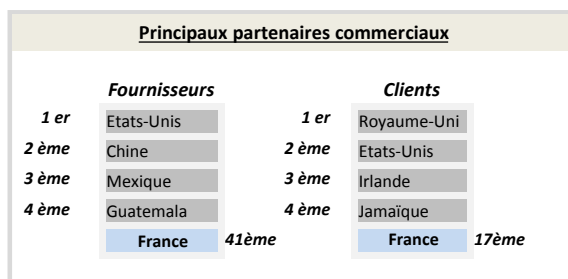 Principaux partenaires commerciaux
Fournisseurs
1 er Etats-Unis
2 ème Chine
3 ème Mexique
4 ème Guatemala
France 41ème
Clients
1 er Royaume-Uni
2 ème Etats-Unis
3 ème Irlande
4 ème Jamaïque
France 17ème